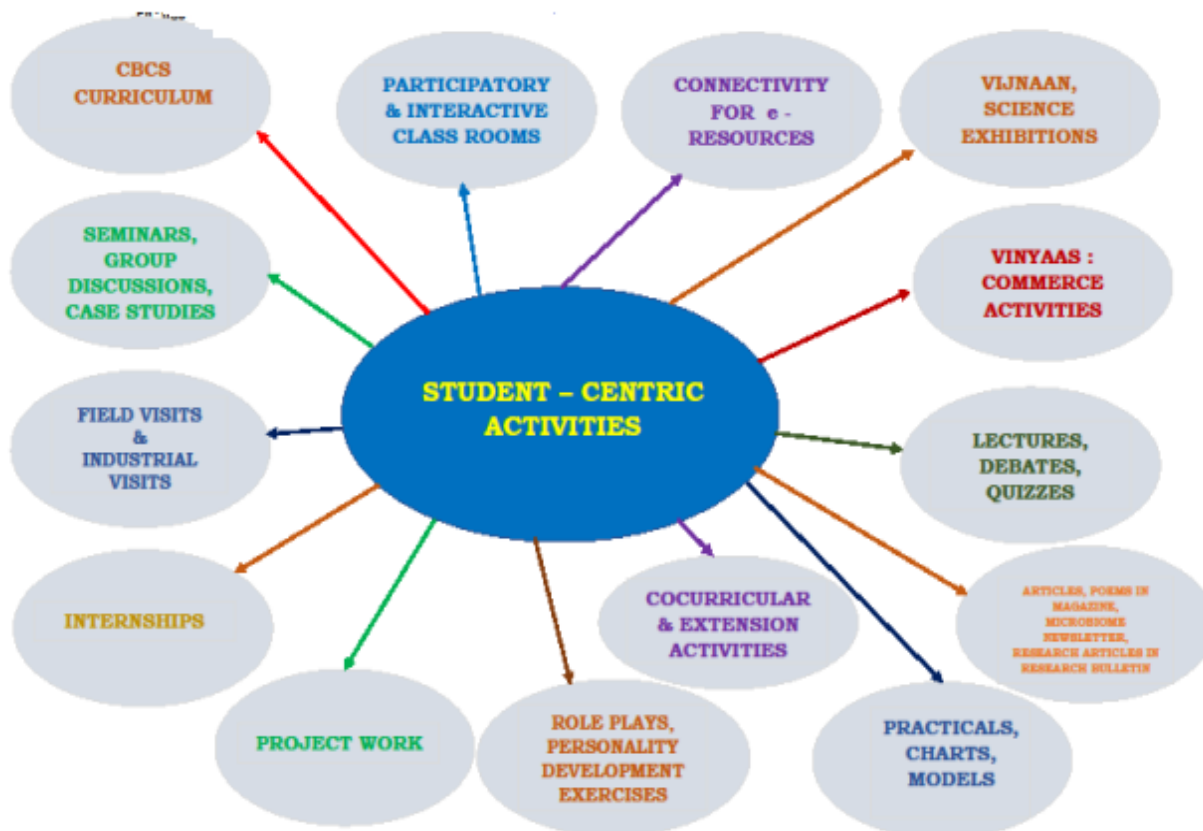 CBCS
CURRICULUM
PARTICIPATORY
& INTERACTIVE
CLASS ROOMS
CONNECTIVITY
FOR e -
RESOURCES
VIJNAAN,
SCIENCE
EXHIBITIONS
SEMINARS,
GROUP
DISCUSSIONS,
CASE STUDIES
VINYAAS :
COMMERCE
ACTIVITIES
STUDENT – CENTRIC
ACTIVITIES
FIELD VISITS
&
INDUSTRIAL
VISITS
LECTURES,
DEBATES,
QUIZZES
INTERNSHIPS
COCURRICULAR
& EXTENSION
ACTIVITIES
ARTICLES, POEMS IN
MAGAZINE,
MICROBIOME
NEWSLETTER,
RESEARCH ARTICLES IN
RESEARCH BULLETIN
PROJECT WORK
ROLE PLAYS,
PERSONALITY
DEVELOPMENT
EXERCISES
PRACTICALS,
CHARTS,
MODELS